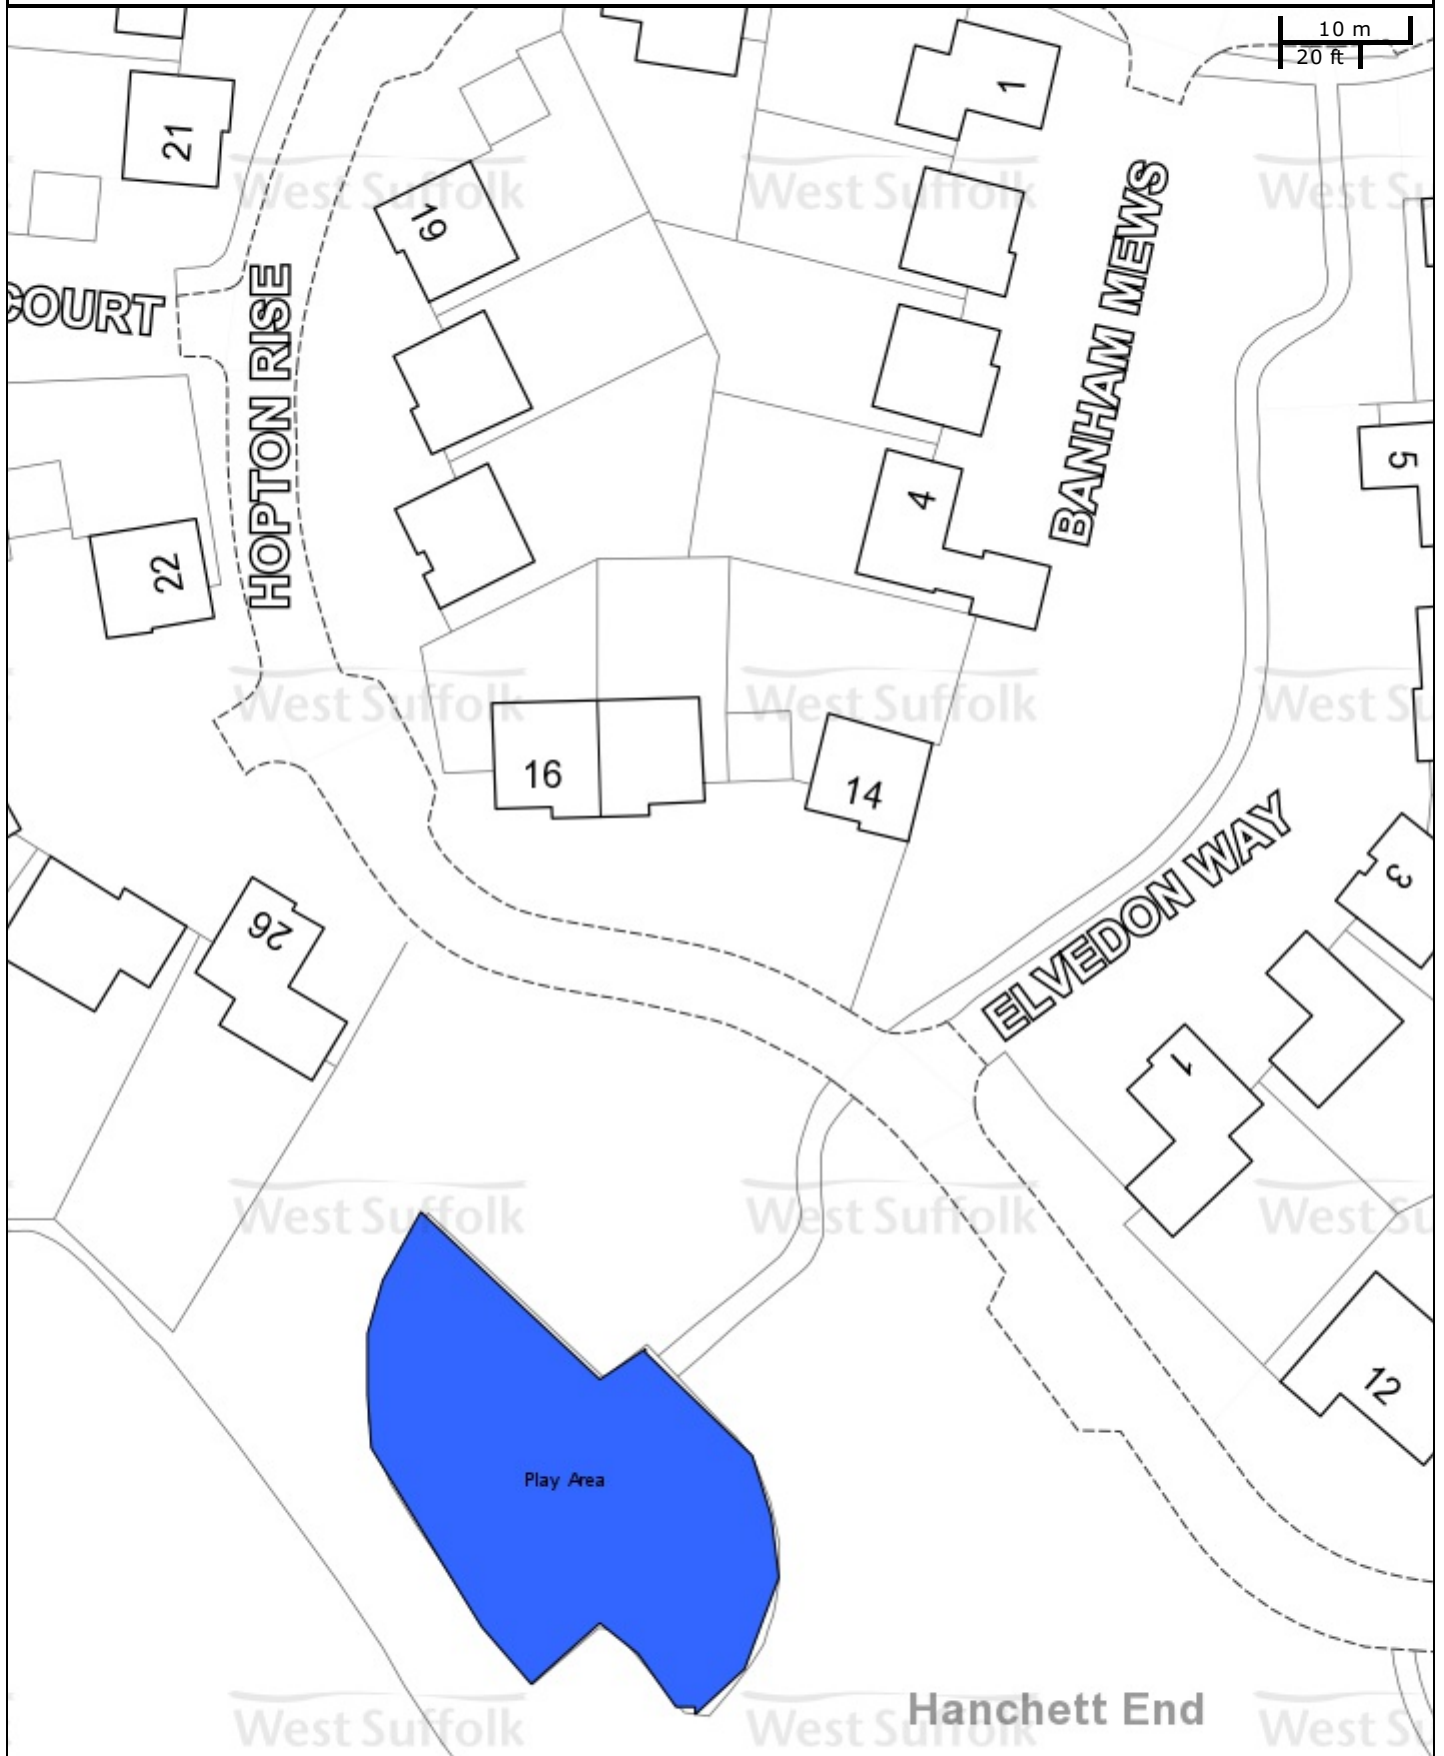 10 m
20 ft
1
21
West Suffolk
West Suffolk
West Su
19
COURT
HOPTON RISE
BANHAM MEWS
5
4
22
West Suffolk
West Suffolk
West Su
16
14
ELVEDON WAY
3
26
1
West Suffolk
West Suffolk
West Su
12
Play Area
Hanchett End
West Suffolk
West Suffolk
West Su